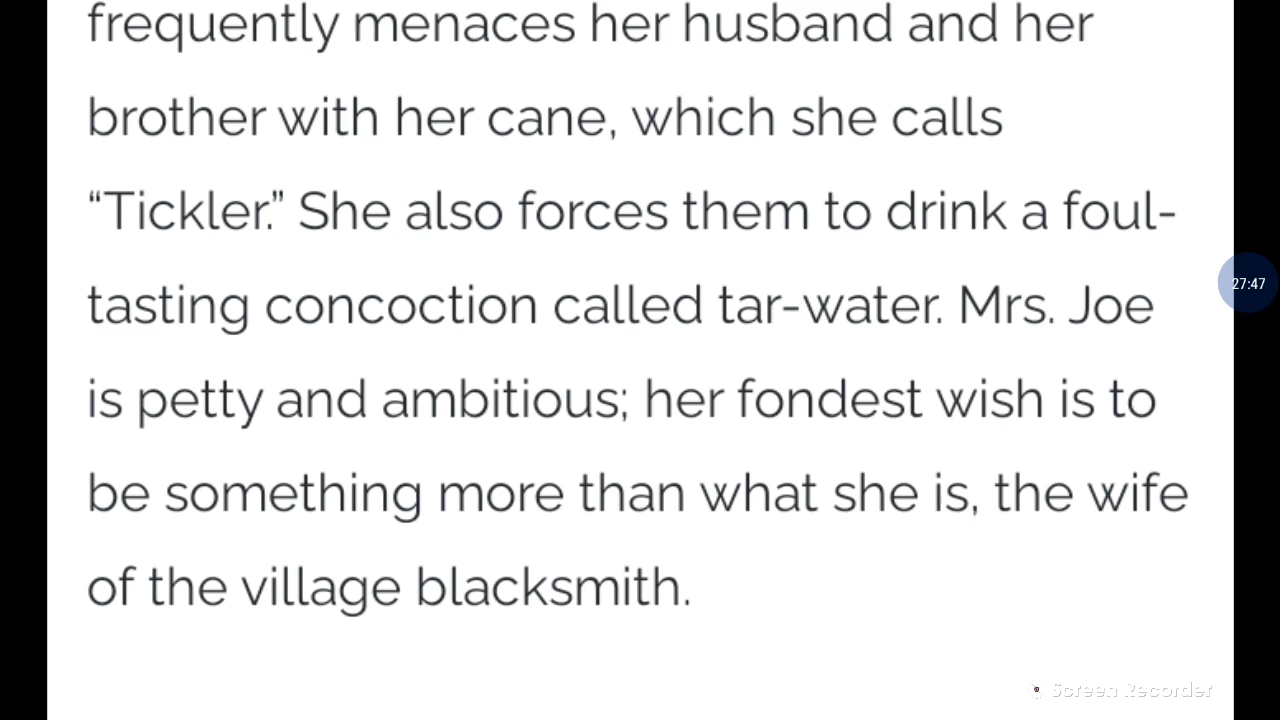 frequently menaces her husband and her
brother with her cane, which she calls
“Tickler.” She also forces them to drink a foul-
tasting concoction called tar-water. Mrs. Joe
27:47
is petty and ambitious; her fondest wish is to
be something more than what she is, the wife
of the village blacksmith.
Screen Recorder